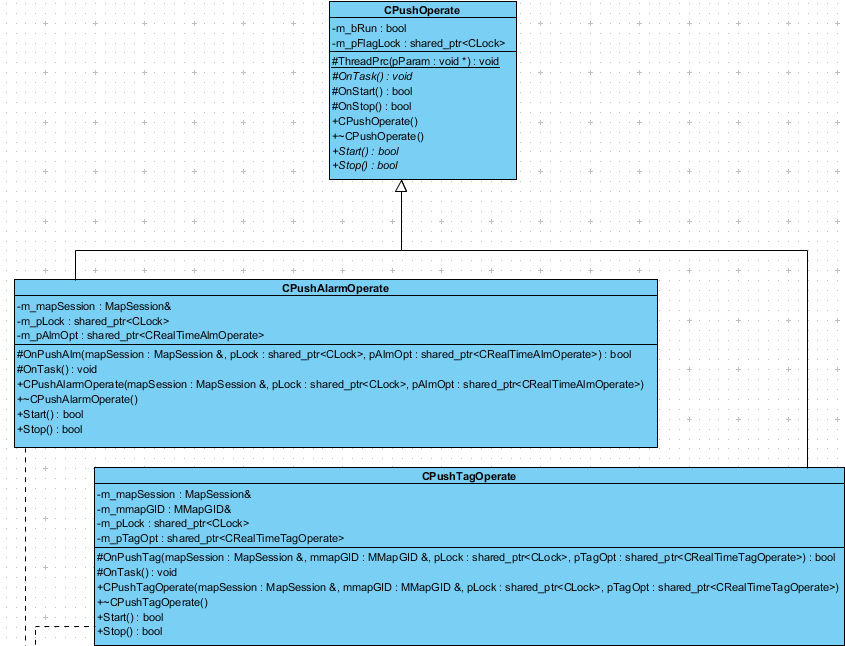 CPushOperate
-m_bRun : bool
-m_pFlagLock : shared_ptr<CLock>
#ThreadPrc(pParam : void *) : void
#OnTask() : void
#OnStart() : bool
#OnStop() : bool
+CPushOperate()
+~CPushOperate()
+Start() : bool
+Stop() : bool
CPushAlarmOperate
-m_mapSession : MapSession&
-m_pLock : shared_ptr<CLock>
-m_pAlmOpt : shared_ptr<CRealTimeAlmOperate>
#OnPushAlm(mapSession : MapSession &, pLock : shared_ptr<CLock>, pAlmOpt : shared_ptr<CRealTimeAlmOperate>) : bool
#OnTask() : void
+CPushAlarmOperate(mapSession : MapSession &, pLock : shared_ptr<CLock>, pAlmOpt : shared_ptr<CRealTimeAlmOperate>)
+~CPushAlarmOperate()
+Start() : bool
+Stop() : bool
CPushTagOperate
-m_mapSession : MapSession&
-m_mmapGID : MMapGID&
-m_pLock : shared_ptr<CLock>
-m_pTagOpt : shared_ptr<CRealTimeTagOperate>
#OnPushTag(mapSession : MapSession &, mmapGID : MMapGID &, pLock : shared_ptr<CLock>, pTagOpt : shared_ptr<CRealTimeTagOperate>) : bool
#OnTask() : void
+CPushTagOperate(mapSession : MapSession &, mmapGID : MMapGID &, pLock : shared_ptr<CLock>, pTagOpt : shared_ptr<CRealTimeTagOperate>)
+~CPushTagOperate()
+Start() : bool
+Stop() : bool